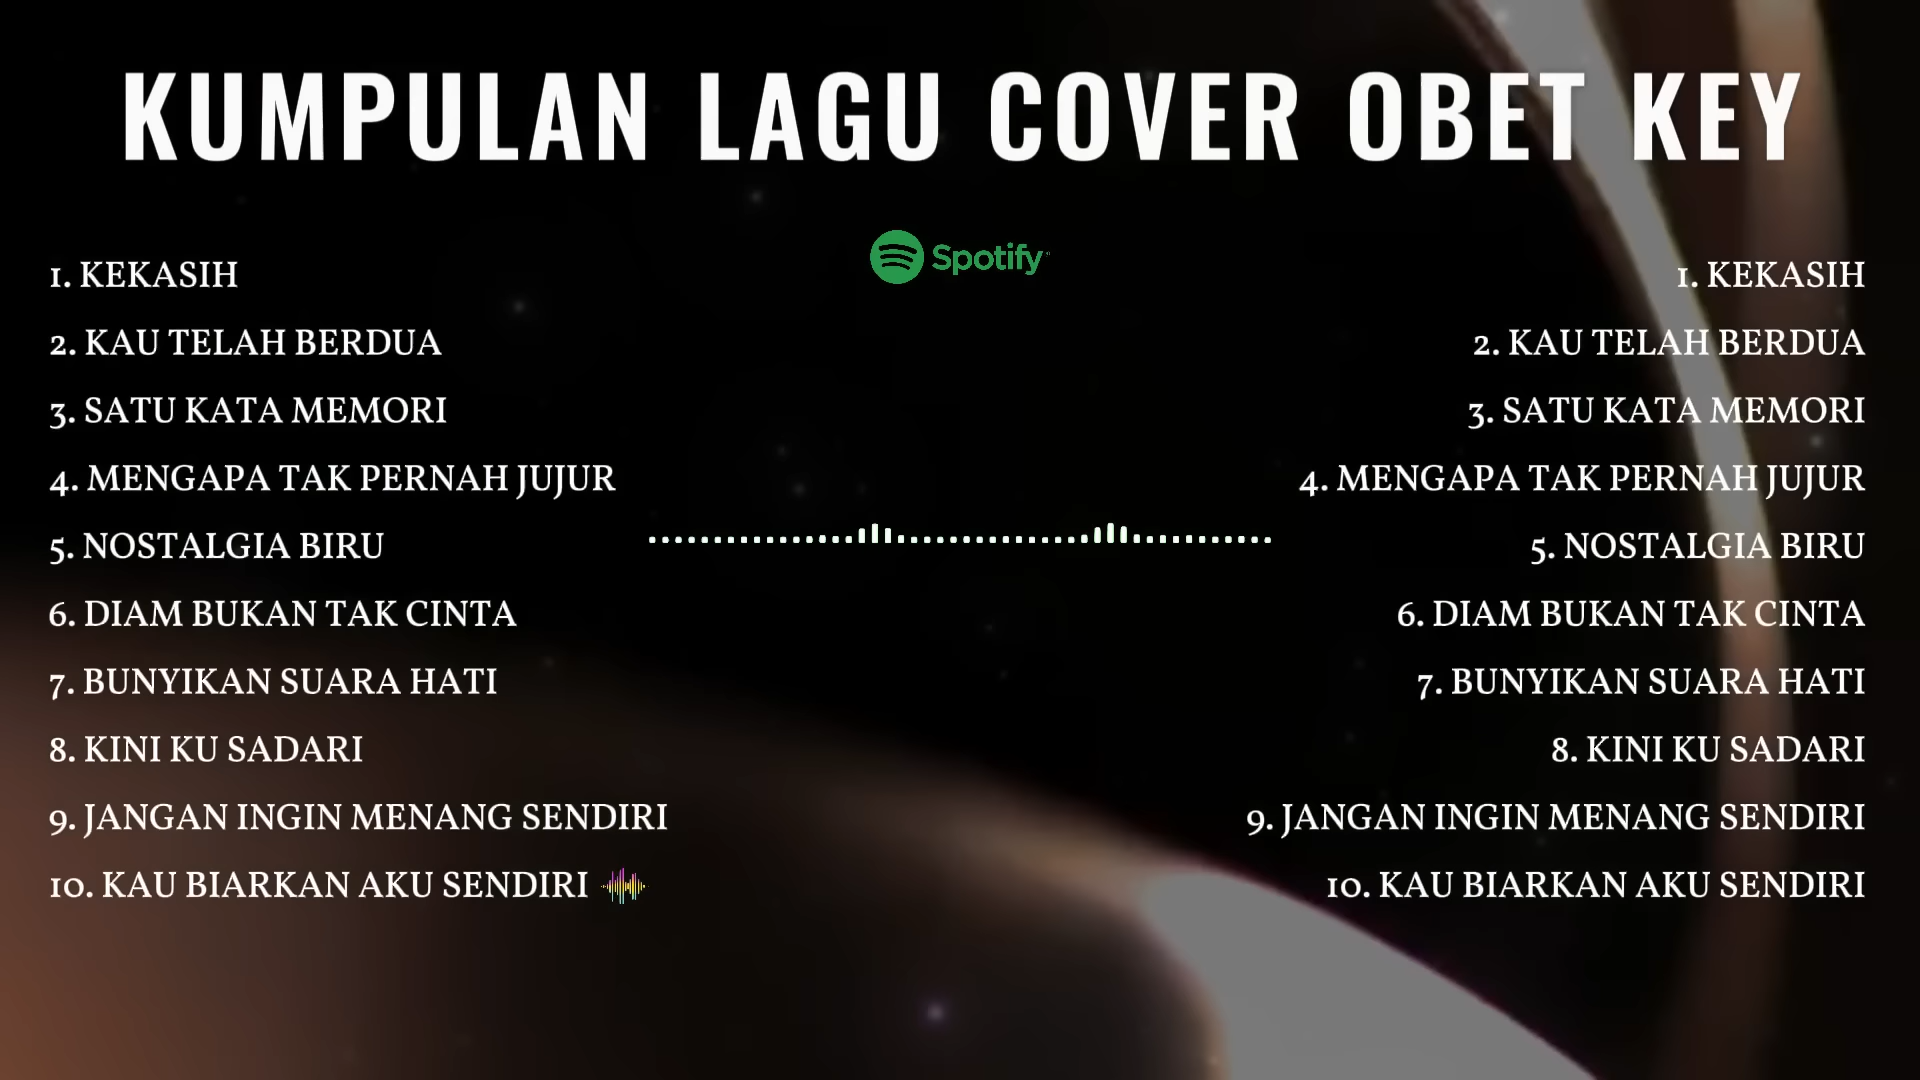 KUMPULAN LAGU COVER OBET KEY
Spotify
1. KEKASIH
2. KAU TELAH BERDUA
3. SATU KATA MEMORI
4. MENGAPA TAK PERNAH JUJUR
5. NOSTALGIA BIRU
6. DIAM BUKAN TAK CINTA
7. BUNYIKAN SUARA HATI
8. KINI KU SADARI
9. JANGAN INGIN MENANG SENDIRI
10. KAU BIARKAN AKU SENDIRI
1. KEKASIH
2. KAU TELAH BERDUA
3. SATU KATA MEMORI
4. MENGAPA TAK PERNAH JUJUR
5. NOSTALGIA BIRU
6. DIAM BUKAN TAK CINTA
7. BUNYIKAN SUARA HATI
8. KINI KU SADARI
9. JANGAN INGIN MENANG SENDIRI
10. KAU BIARKAN AKU SENDIRI